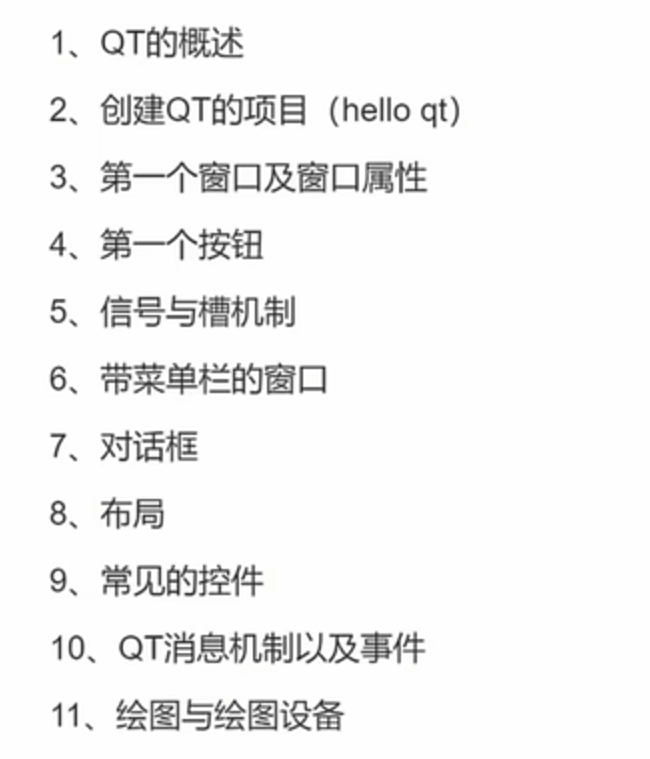 1、QT的概述
2、创建QT的项目（hello qt）
3、第一个窗口及窗口属性
4、第一个按钮
5、信号与槽机制
6、带菜单栏的窗口
7、对话框
8、布局
9、常见的控件
10、QT消息机制以及事件
11、绘图与绘图设备